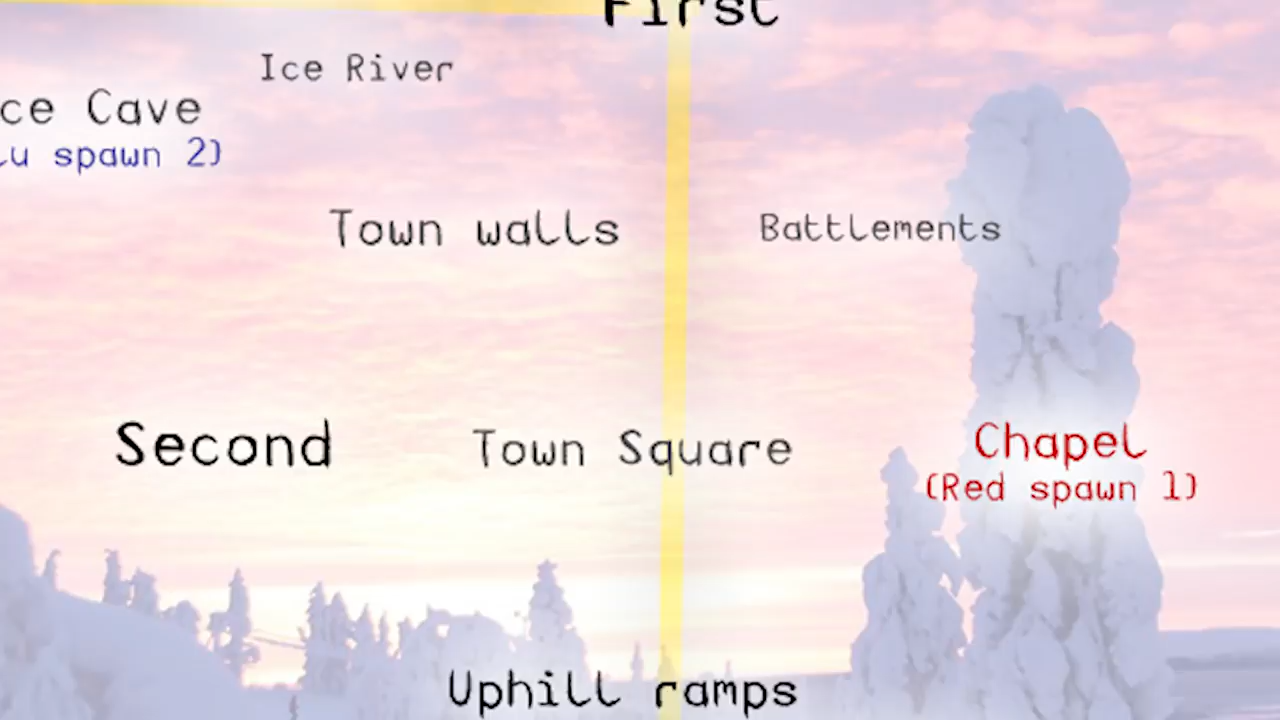 First
Ice River
ce Cave
lu spawn 2)
Town walls
Battlements
Second
Town Square
Chapel
(Red spawn 1)
Uphill ramps